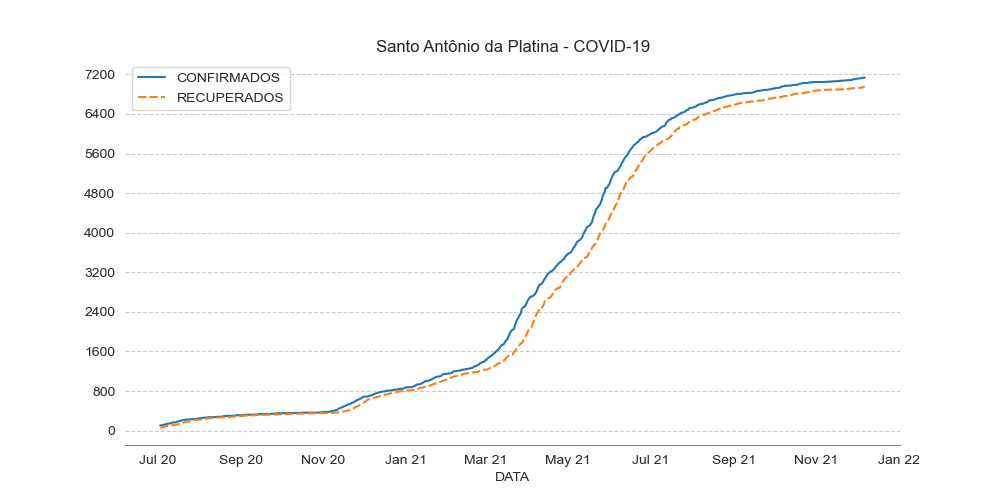 Santo Antônio da Platina - COVID-19
CONFIRMADOS
RECUPERADOS
7200
6400
5600
4800
4000
3200
2400
1600
800
0
Jul 20 Sep 20 Nov 20 Jan 21 Mar 21 May 21 Jul 21 Sep 21 Nov 21 Jan 22
DATA